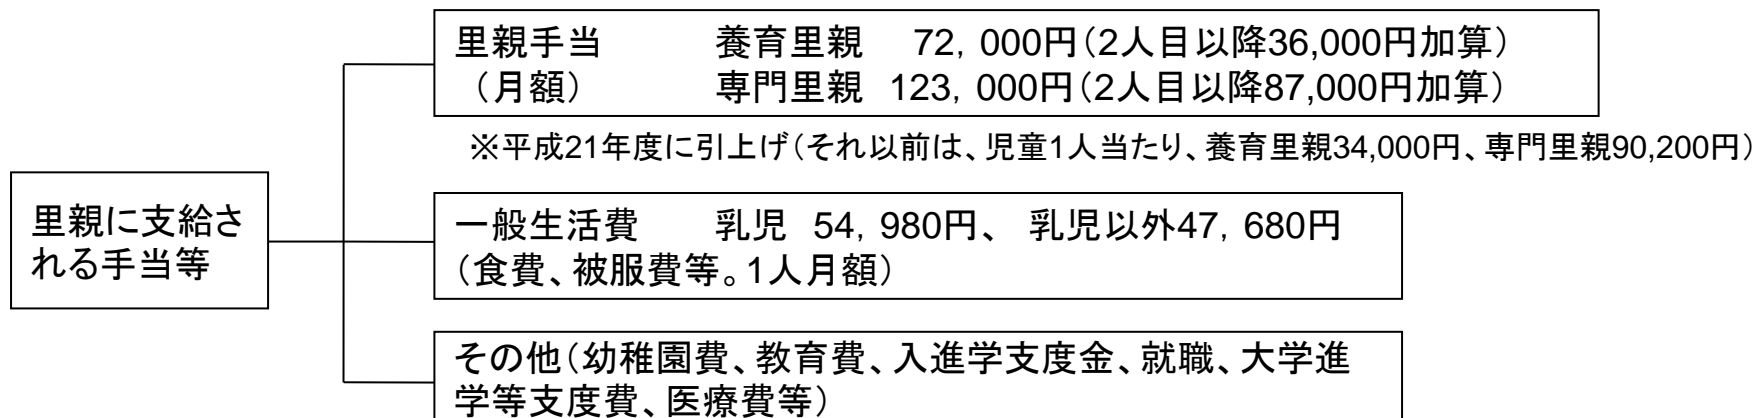 里親手当　　養育里親　72，000円（2人目以降36,000円加算）
（月額）　　専門里親　123，000円（2人目以降87,000円加算）
※平成21年度に引上げ（それ以前は、児童1人当たり、養育里親34,000円、専門里親90,200円）
里親に支給さ
れる手当等
一般生活費　　乳児　54，980円、 乳児以外47，680円
（食費、被服費等。1人月額）
その他（幼稚園費、教育費、入進学支度金、就職、大学進
学等支度費、医療費等）